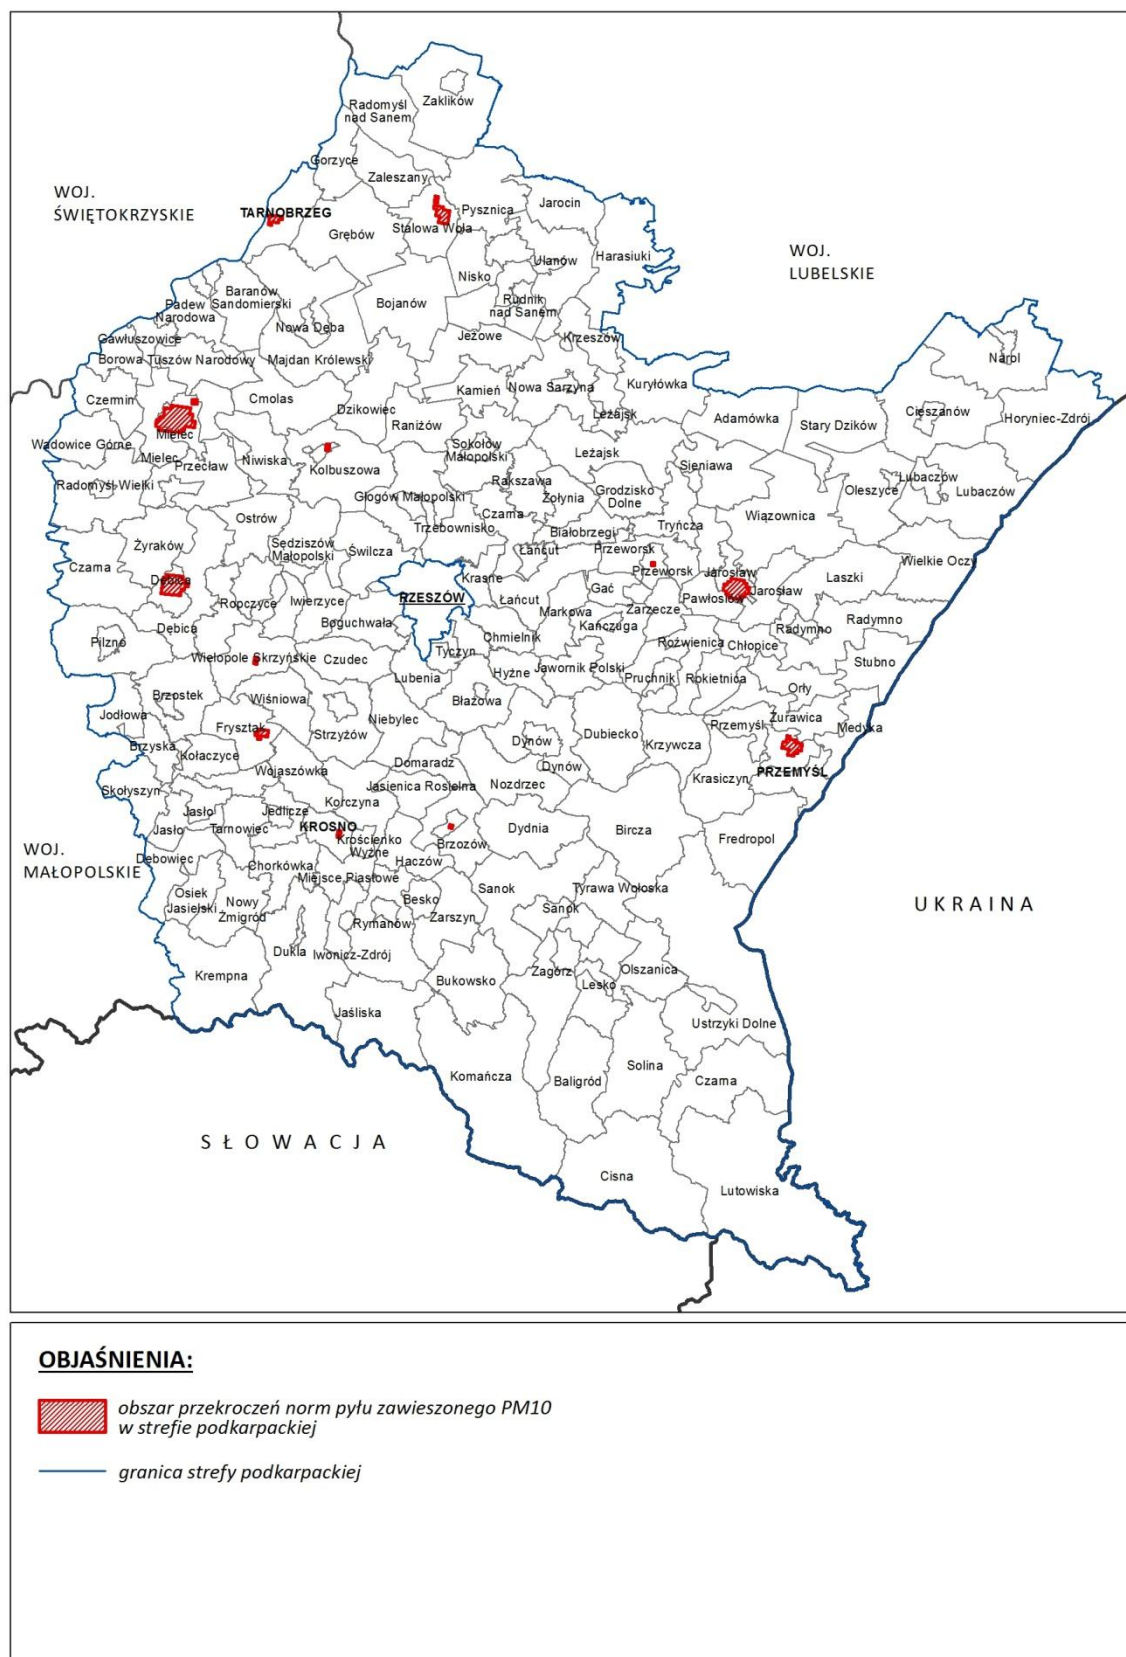 Zaklików
Radomyśl
nad Sanem
Gorzyce
Zaleszany
WOJ.
ŚWIĘTOKRZYSKIE
TARNOBRZEG
Pysznica
Jarocin
Stalowa Wola
Grębów
WOJ.
LUBELSKIE
Ulanów
Harasiuki
Nisko
Baranów
Sandomierski
Padew
Narodowa
Bojanów
Rudnik
nad Sanem
Nowa Dęba
Jeżowe
Krzeszów
Gawłuszowice
Borowa
Tuszów Narodowy
Majdan Królewski
Narol
Kuryłówka
Czermin
Cmolas
Kamień
Nowa Sarzyna
Dzikowiec
Leżajsk
Adamówka
Cieszanów
Horyniec-Zdrój
Raniżów
Stary Dzików
Mielec
Wadowice Górne
Mielec
Niwiska
Kolbuszowa
Sokołów
Małopolski
Leżajsk
Przecław
Sieniawa
Radomyśl Wielki
Rakszawa
Lubaczów
Oleszyce
Lubaczów
Głogów Małopolski
Żołynia
Grodzisko
Dolne
Ostrów
Czarna
Wiązownica
Trzebownisko
Białobrzegi
Tryńcza
Sędziszów
Małopolski
Żyraków
Świlcza
Łańcut
Przeworsk
Wielkie Oczy
Czarna
Dębica
Krasne
Przeworsk
Jarosław
Laszki
RZESZÓW
Gać
Jarosław
Ropczyce
Iwierzyce
Łańcut
Pawłosiów
Markowa
Zarzecze
Boguchwała
Kańczuga
Radymno
Radymno
Dębica
Pilzno
Chmielnik
Roźwienica
Chłopice
Tyczyn
Wielopole Skrzyńskie
Czudec
Stubno
Lubenia
Hyżne
Jawornik Polski
Pruchnik
Rokietnica
Orły
Brzostek
Wiśniowa
Błażowa
Jodłowa
Niebylec
Żurawica
Frysztak
Strzyżów
Przemyśl
Medyka
Dubiecko
Dynów
Krzywcza
Brzyska
Kołaczyce
Domaradz
Dynów
Wojaszówka
PRZEMYŚL
Krasiczyn
Skołyszyn
Jasienica Rosielna
Nozdrzec
Korczyna
Jasło
Jedlicze
KROSNO
Jasło
Tarnowiec
Dydnia
Bircza
Krościenko
Wyżne
Brzozów
Fredropol
WOJ.
MAŁOPOLSKIE
Dębowiec
Chorkówka
Haczów
Miejsce Piastowe
Osiek
Jasielski
Nowy
Żmigród
Sanok
Tyrawa Wołoska
Besko
Zarszyn
Sanok
UKRAINA
Rymanów
Dukla
Iwonicz-Zdrój
Krempna
Bukowsko
Zagórz
Olszanica
Lesko
Jaśliska
Ustrzyki Dolne
Solina
Komańcza
Baligród
Czarna
SŁOWACJA
Cisna
Lutowiska
OBJAŚNIENIA:
obszar przekroczeń norm pyłu zawieszonego PM10
w strefie podkarpackiej
granica strefy podkarpackiej